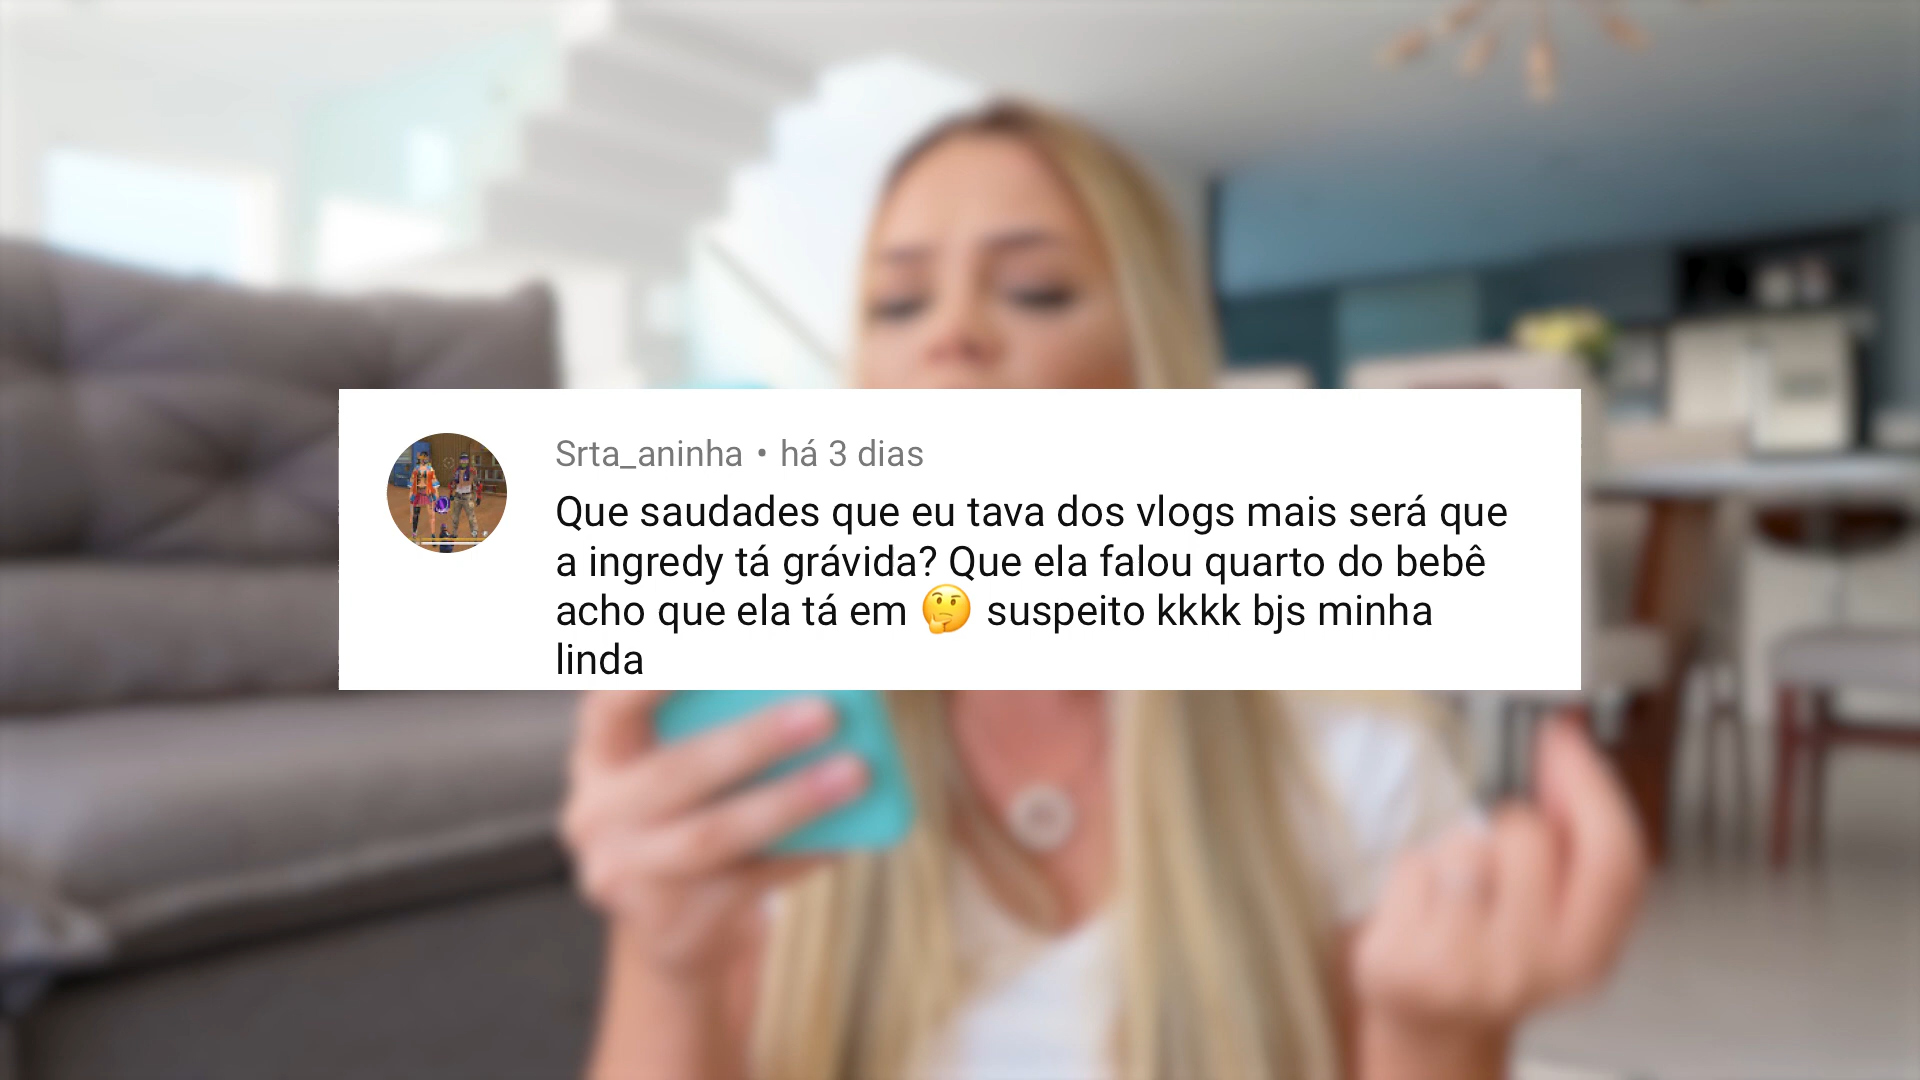 Srta_aninha • há 3 dias
Que saudades que eu tava dos vlogs mais será que
a ingredy tá grávida? Que ela falou quarto do bebê
acho que ela tá em 🤔 suspeito kkkk bjs minha
linda